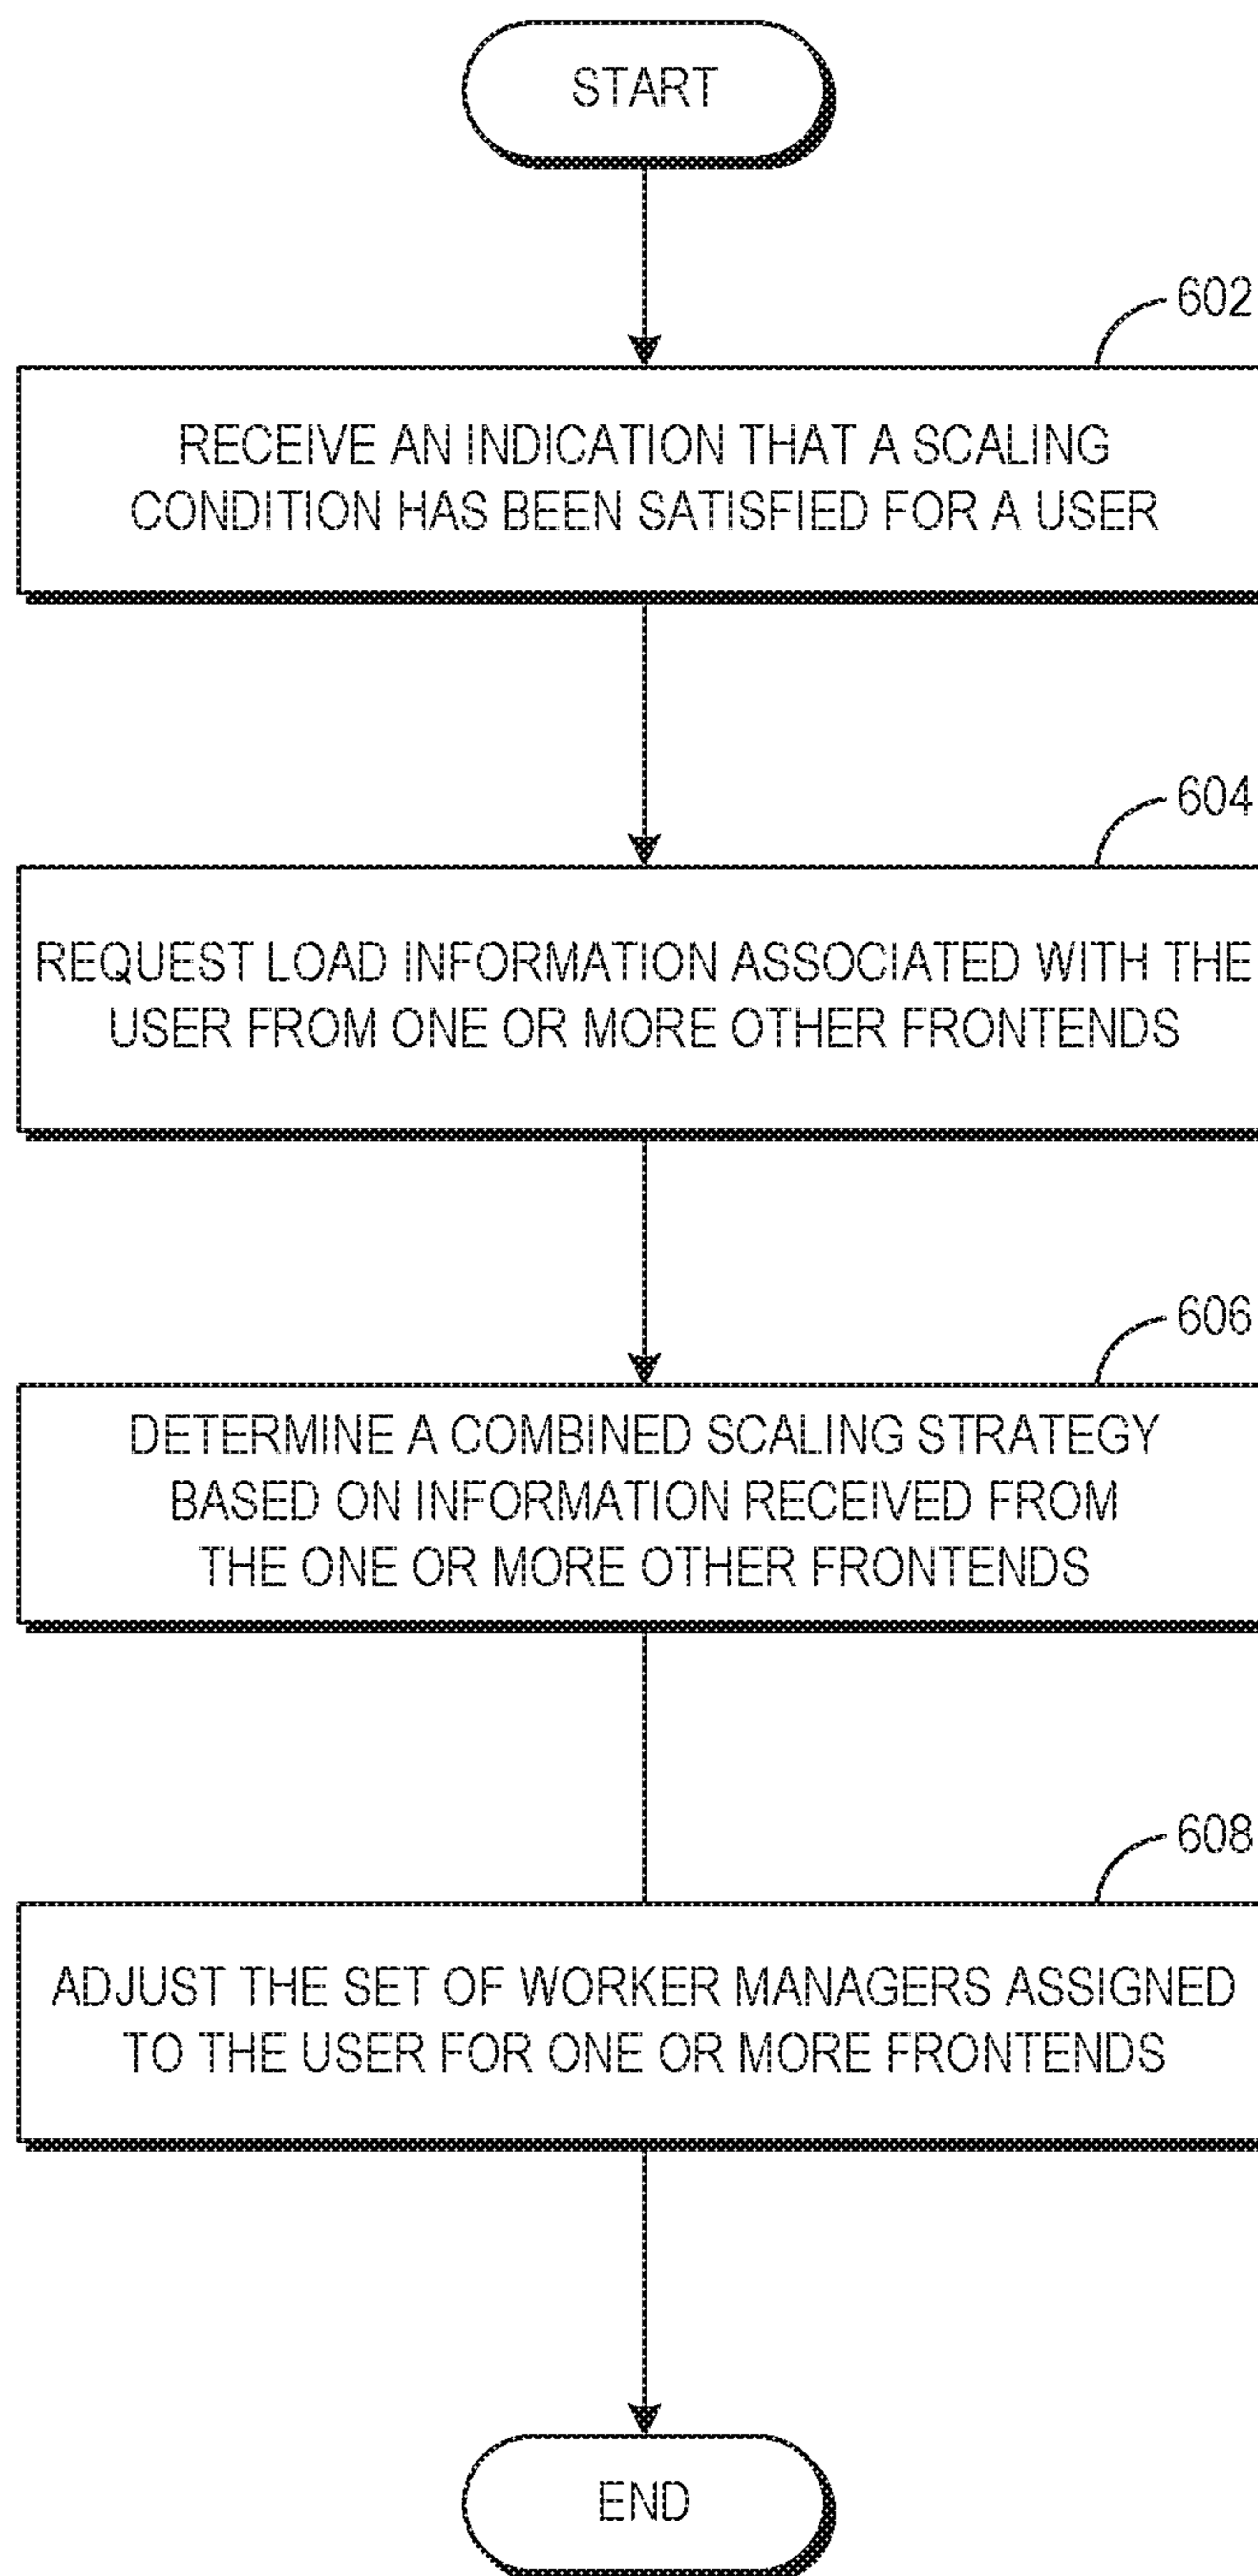 START
602
RECEIVE AN INDICATION THAT A SCALING
CONDITION HAS BEEN SATISFIED FOR A USER
604
REQUEST LOAD INFORMATION ASSOCIATED WITH THE
USER FROM ONE OR MORE OTHER FRONTENDS
606
DETERMINE A COMBINED SCALING STRATEGY
BASED ON INFORMATION RECEIVED FROM
THE ONE OR MORE OTHER FRONTENDS
608
ADJUST THE SET OF WORKER MANAGERS ASSIGNED
TO THE USER FOR ONE OR MORE FRONTENDS
END